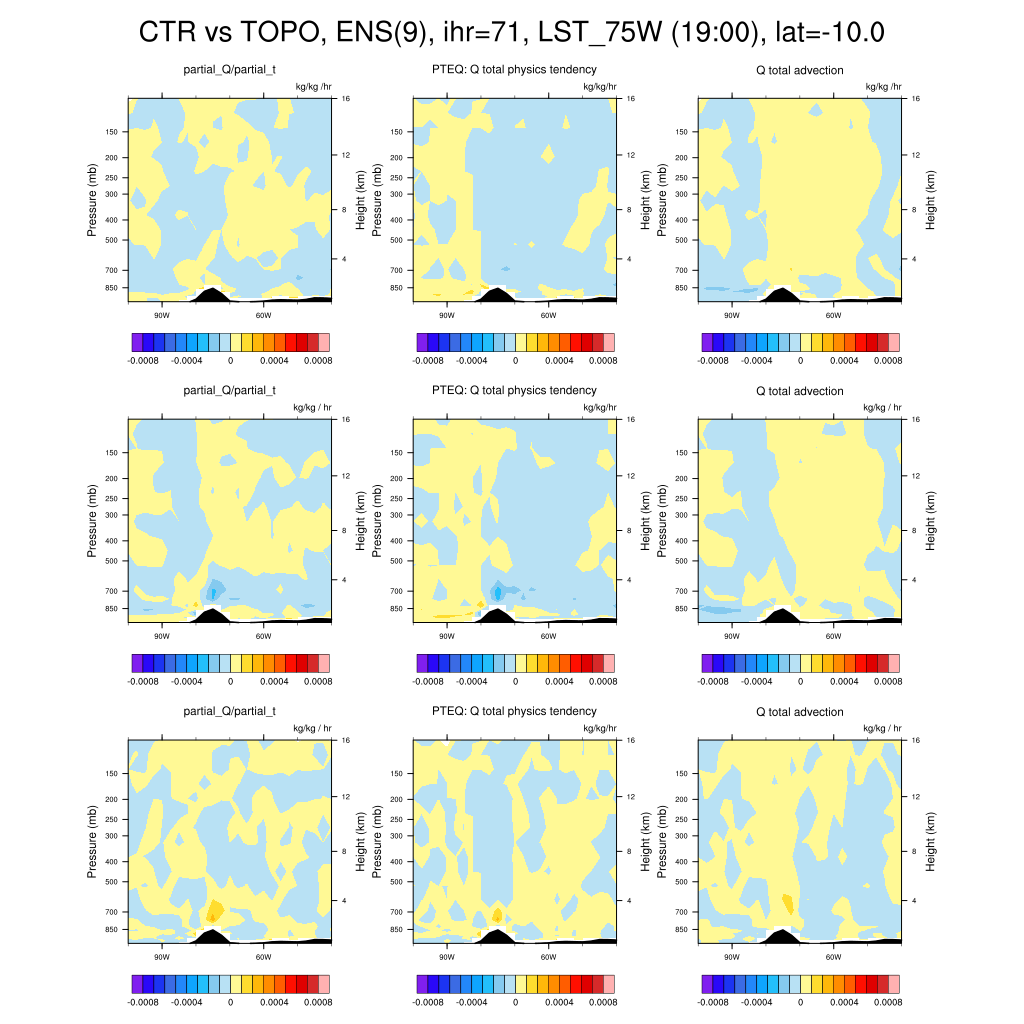 CTR vs TOPO, ENS(9), ihr=71, LST_75W (19:00), lat=-10.0
partial_Q/partial_t
kg/kg /hr
Pressure (mb)
150
200
250
300
400
500
700
850
16
12
8
4
Height (km)
90W
60W
-0.0008 -0.0004 0 0.0004 0.0008
PTEQ: Q total physics tendency
kg/kg/hr
Pressure (mb)
150
200
250
300
400
500
700
850
16
12
8
4
Height (km)
90W
60W
-0.0008 -0.0004 0 0.0004 0.0008
Q total advection
kg/kg /hr
Pressure (mb)
150
200
250
300
400
500
700
850
16
12
8
4
Height (km)
90W
60W
-0.0008 -0.0004 0 0.0004 0.0008
partial_Q/partial_t
kg/kg / hr
Pressure (mb)
150
200
250
300
400
500
700
850
16
12
8
4
Height (km)
90W
60W
-0.0008 -0.0004 0 0.0004 0.0008
PTEQ: Q total physics tendency
kg/kg/hr
Pressure (mb)
150
200
250
300
400
500
700
850
16
12
8
4
Height (km)
90W
60W
-0.0008 -0.0004 0 0.0004 0.0008
Q total advection
kg/kg / hr
Pressure (mb)
150
200
250
300
400
500
700
850
16
12
8
4
Height (km)
90W
60W
-0.0008 -0.0004 0 0.0004 0.0008
partial_Q/partial_t
kg/kg / hr
Pressure (mb)
150
200
250
300
400
500
700
850
16
12
8
4
Height (km)
90W
60W
-0.0008 -0.0004 0 0.0004 0.0008
PTEQ: Q total physics tendency
kg/kg/hr
Pressure (mb)
150
200
250
300
400
500
700
850
16
12
8
4
Height (km)
90W
60W
-0.0008 -0.0004 0 0.0004 0.0008
Q total advection
kg/kg / hr
Pressure (mb)
150
200
250
300
400
500
700
850
16
12
8
4
Height (km)
90W
60W
-0.0008 -0.0004 0 0.0004 0.0008